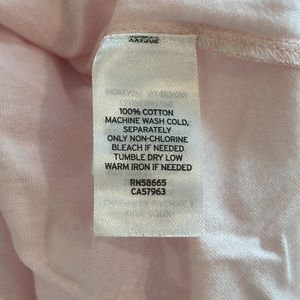 100% COTTON
MACHINE WASH COLD,
SEPARATELY
ONLY NON-CHLORINE
BLEACH IF NEEDED
TUMBLE DRY LOW
WARM IRON IF NEEDED
RN58665
CA57963